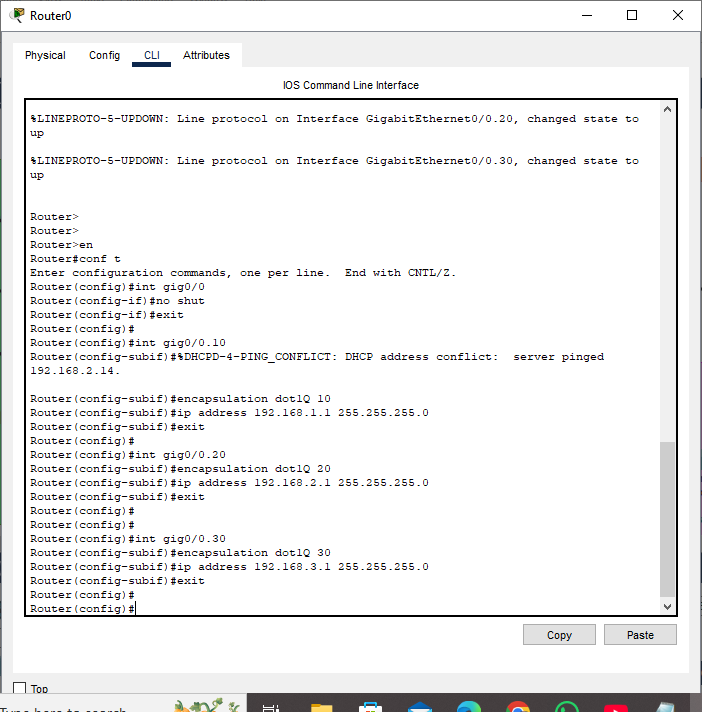 Router0
Physical Config CLI Attributes
IOS Command Line Interface
%LINEPROTO-5-UPDOWN: Line protocol on Interface GigabitEthernet0/0.20, changed state to
up
%LINEPROTO-5-UPDOWN: Line protocol on Interface GigabitEthernet0/0.30, changed state to
up
Router>
Router>
Router>en
Router#conf t
Enter configuration commands, one per line.  End with CNTL/Z.
Router(config)#int gig0/0
Router(config-if)#no shut
Router(config-if)#exit
Router(config)#
Router(config)#int gig0/0.10
Router(config-subif)#%DHCPD-4-PING_CONFLICT: DHCP address conflict:  server pinged
192.168.2.14.
Router(config-subif)#encapsulation dot1Q 10
Router(config-subif)#ip address 192.168.1.1 255.255.255.0
Router(config-subif)#exit
Router(config)#
Router(config)#int gig0/0.20
Router(config-subif)#encapsulation dot1Q 20
Router(config-subif)#ip address 192.168.2.1 255.255.255.0
Router(config-subif)#exit
Router(config)#
Router(config)#
Router(config)#int gig0/0.30
Router(config-subif)#encapsulation dot1Q 30
Router(config-subif)#ip address 192.168.3.1 255.255.255.0
Router(config-subif)#exit
Router(config)#
Router(config)#
Copy Paste
Top
Type here to search